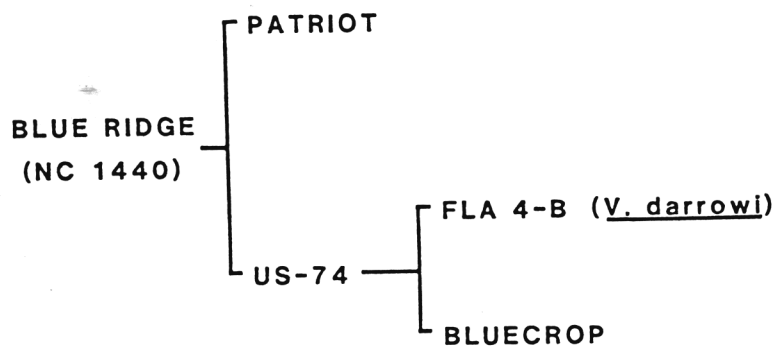 PATRIOT
BLUE RIDGE
(NC 1440)
FLA 4-B (V. darrowi)
US-74
BLUECROP